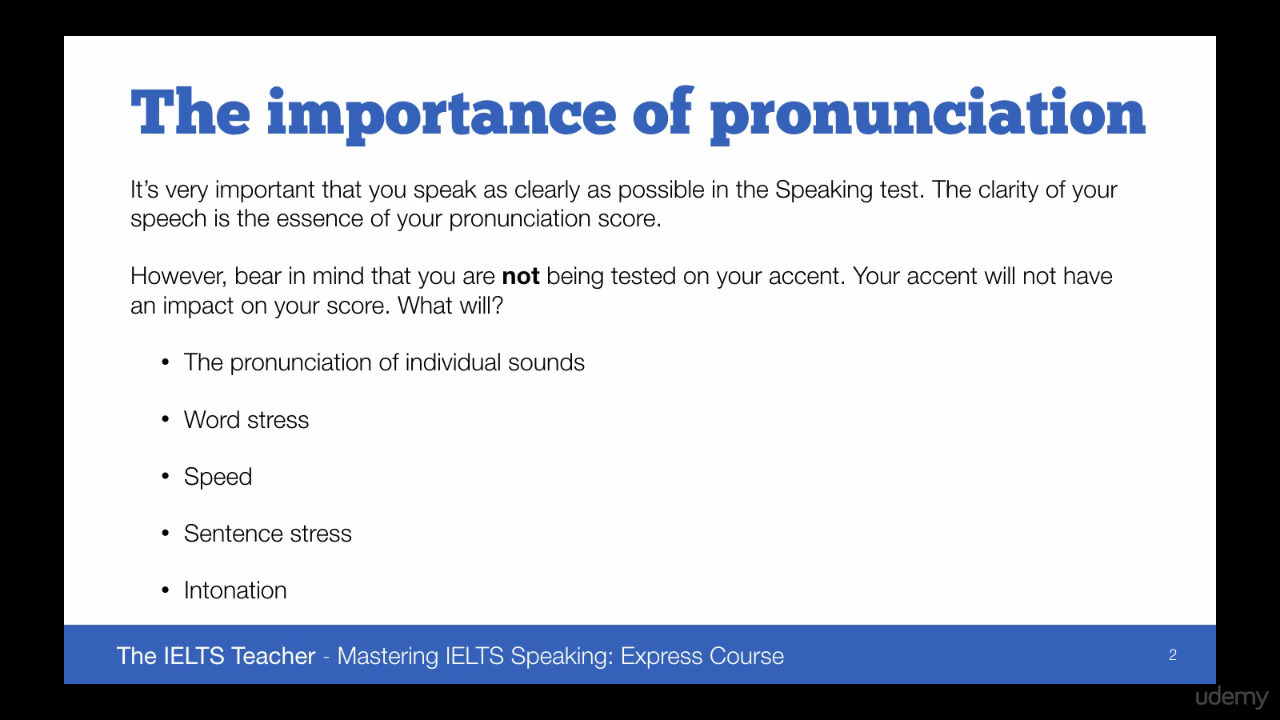 The importance of pronunciation
It's very important that you speak as clearly as possible in the Speaking test. The clarity of your
speech is the essence of your pronunciation score.
However, bear in mind that you are not being tested on your accent. Your accent will not have
an impact on your score. What will?
• The pronunciation of individual sounds
• Word stress
• Speed
• Sentence stress
• Intonation
The IELTS Teacher - Mastering IELTS Speaking: Express Course 2
udemy